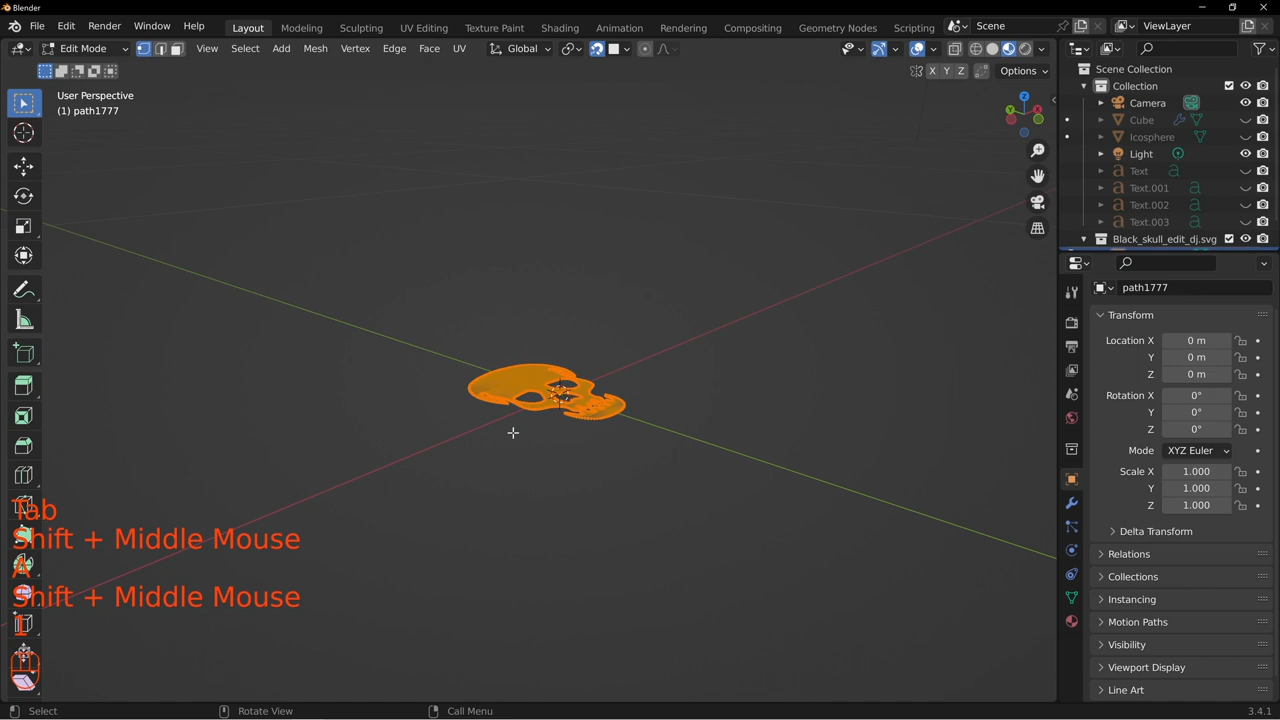 Blender
File Edit Render Window Help
Layout Modeling Sculpting UV Editing Texture Paint Shading Animation Rendering Compositing Geometry Nodes Scripting
Scene
ViewLayer
Edit Mode
View Select Add Mesh Vertex Edge Face UV
Global
X Y Z
Options
User Perspective
(1) path1777
Scene Collection
Collection
Camera
Cube
Icosphere
Light
Text
Text.001
Text.002
Text.003
Black_skull_edit_dj.svg
path1777
Transform
Location X 0 m
Y 0 m
Z 0 m
Rotation X 0°
Y 0°
Z 0°
Mode XYZ Euler
Scale X 1.000
Y 1.000
Z 1.000
Delta Transform
Relations
Collections
Instancing
Motion Paths
Visibility
Viewport Display
Line Art
Tab
Shift + Middle Mouse
A
Shift + Middle Mouse
1
Select
Rotate View
Call Menu
3.4.1